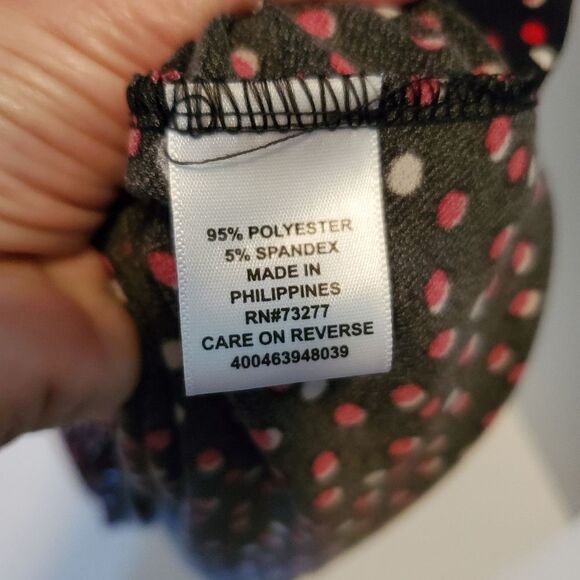 95% POLYESTER
5% SPANDEX
MADE IN
PHILIPPINES
RN#73277
CARE ON REVERSE
400463948039